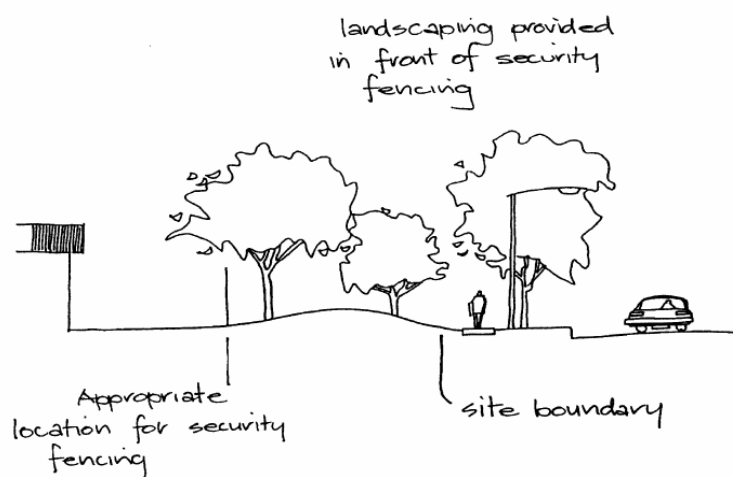 landscaping provided
in front of security
fencing
Appropriate
location for security
fencing
site boundary